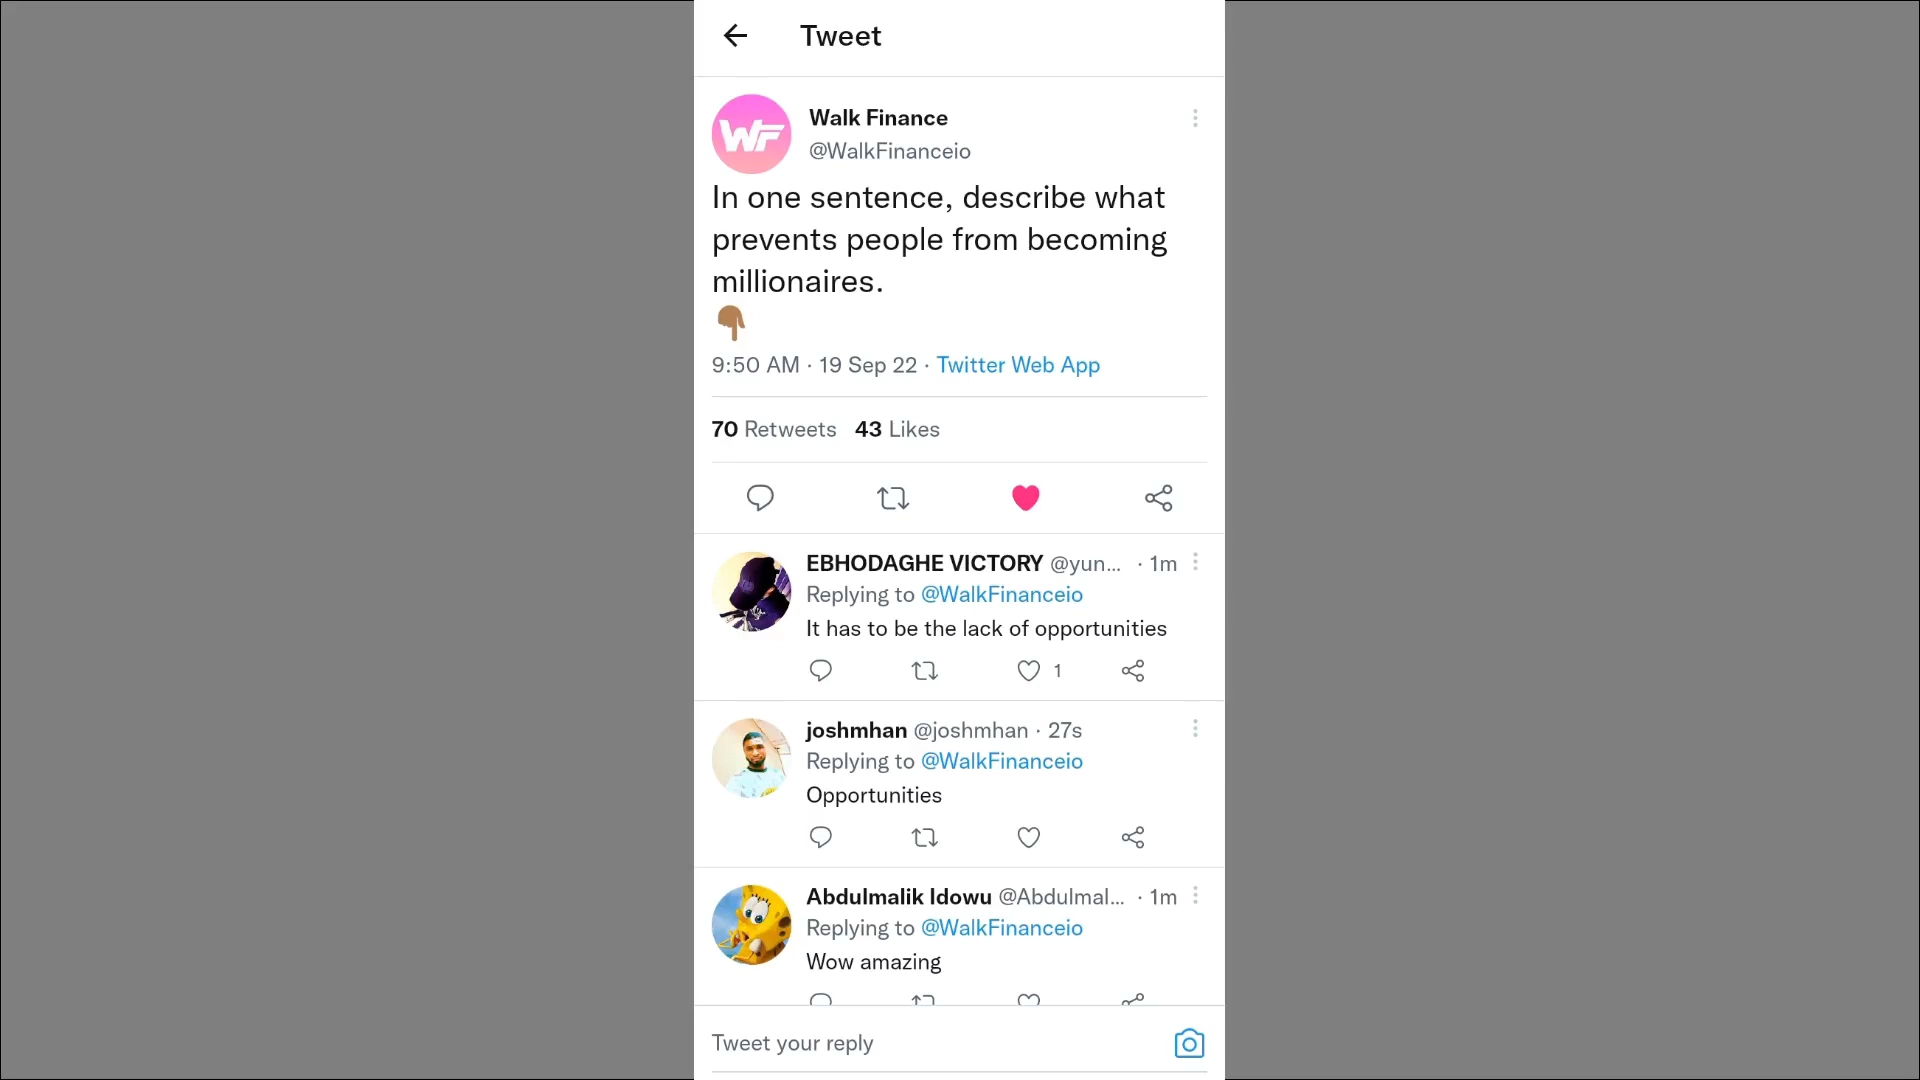 Tweet
WF
Walk Finance
@WalkFinanceio
In one sentence, describe what
prevents people from becoming
millionaires.
👇🏾
9:50 AM · 19 Sep 22 · Twitter Web App
70 Retweets 43 Likes
EBHODAGHE VICTORY @yun... · 1m
Replying to @WalkFinanceio
It has to be the lack of opportunities
1
joshmhan @joshmhan · 27s
Replying to @WalkFinanceio
Opportunities
Abdulmalik Idowu @Abdulmal... · 1m
Replying to @WalkFinanceio
Wow amazing
Tweet your reply